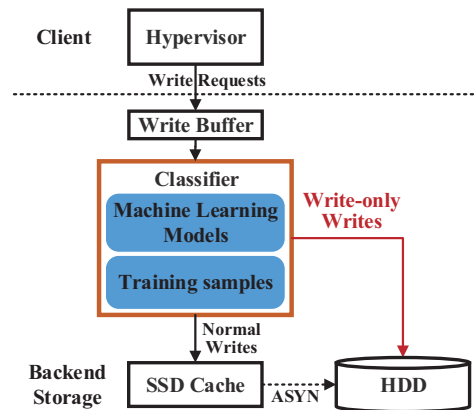 Client
Hypervisor
Write Requests
Write Buffer
Classifier
Machine Learning
Models
Training samples
Write-only
Writes
Normal
Writes
Backend
Storage
SSD Cache
ASYN
HDD